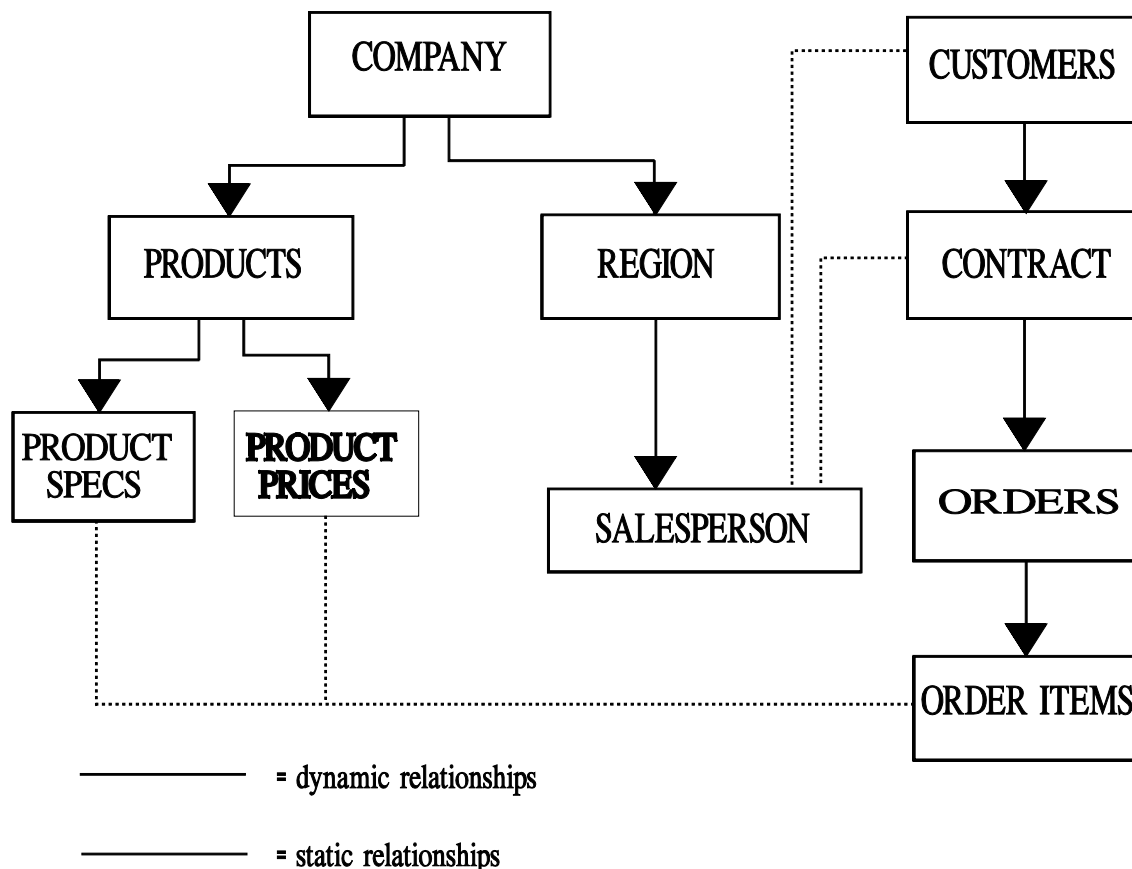 COMPANY
CUSTOMERS
PRODUCTS
REGION
CONTRACT
PRODUCT
SPECS
PRODUCT
PRICES
SALESPERSON
ORDERS
ORDER ITEMS
= dynamic relationships
= static relationships